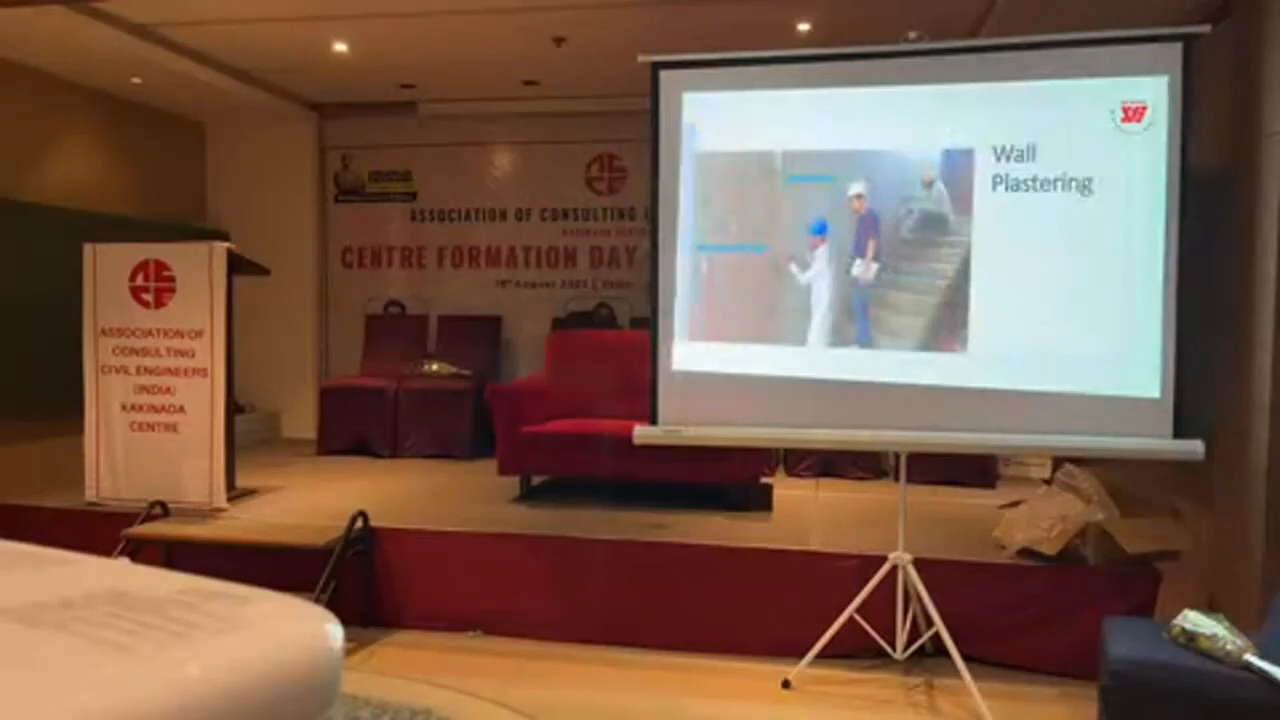 ASSOCIATION OF CONSULTING
CENTRE FORMATION DAY
ASSOCIATION OF
CONSULTING
CIVIL ENGINEERS
(INDIA)
KAKINADA
CENTRE
Wall
Plastering